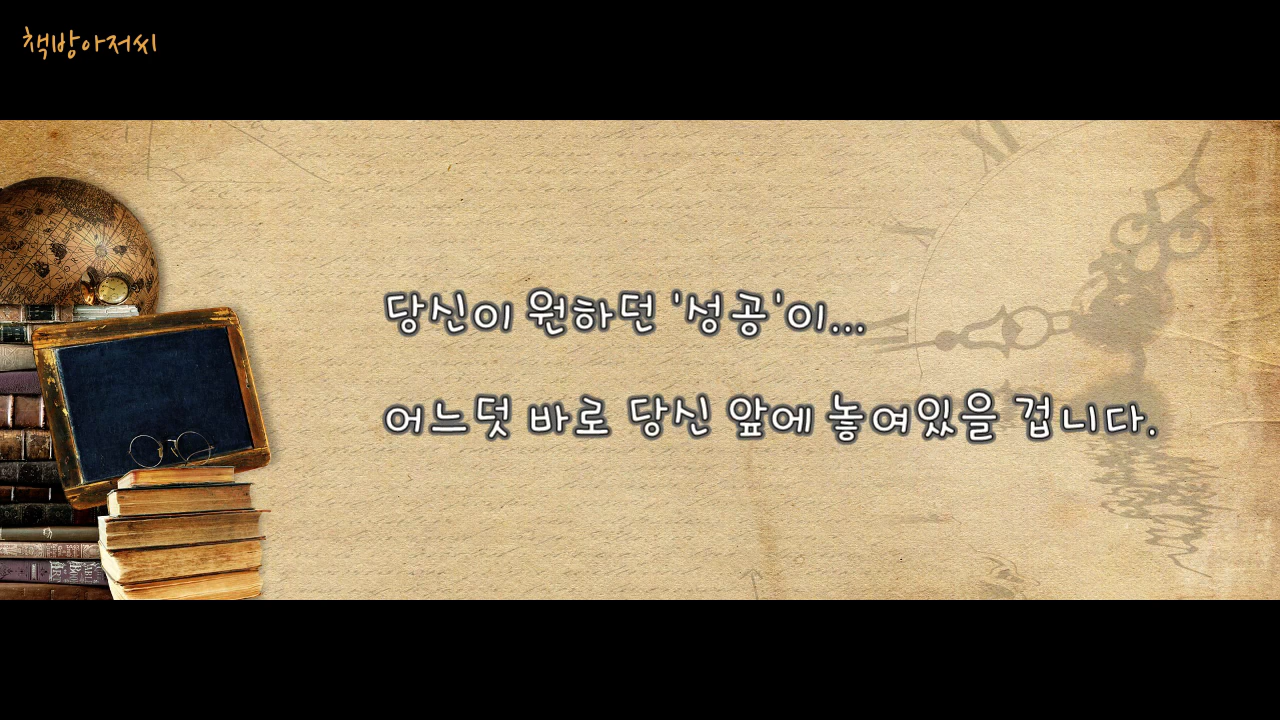 책방아저씨
당신이 원하던 '성공'이...
어느덧 바로 당신 앞에 놓여있을 겁니다.